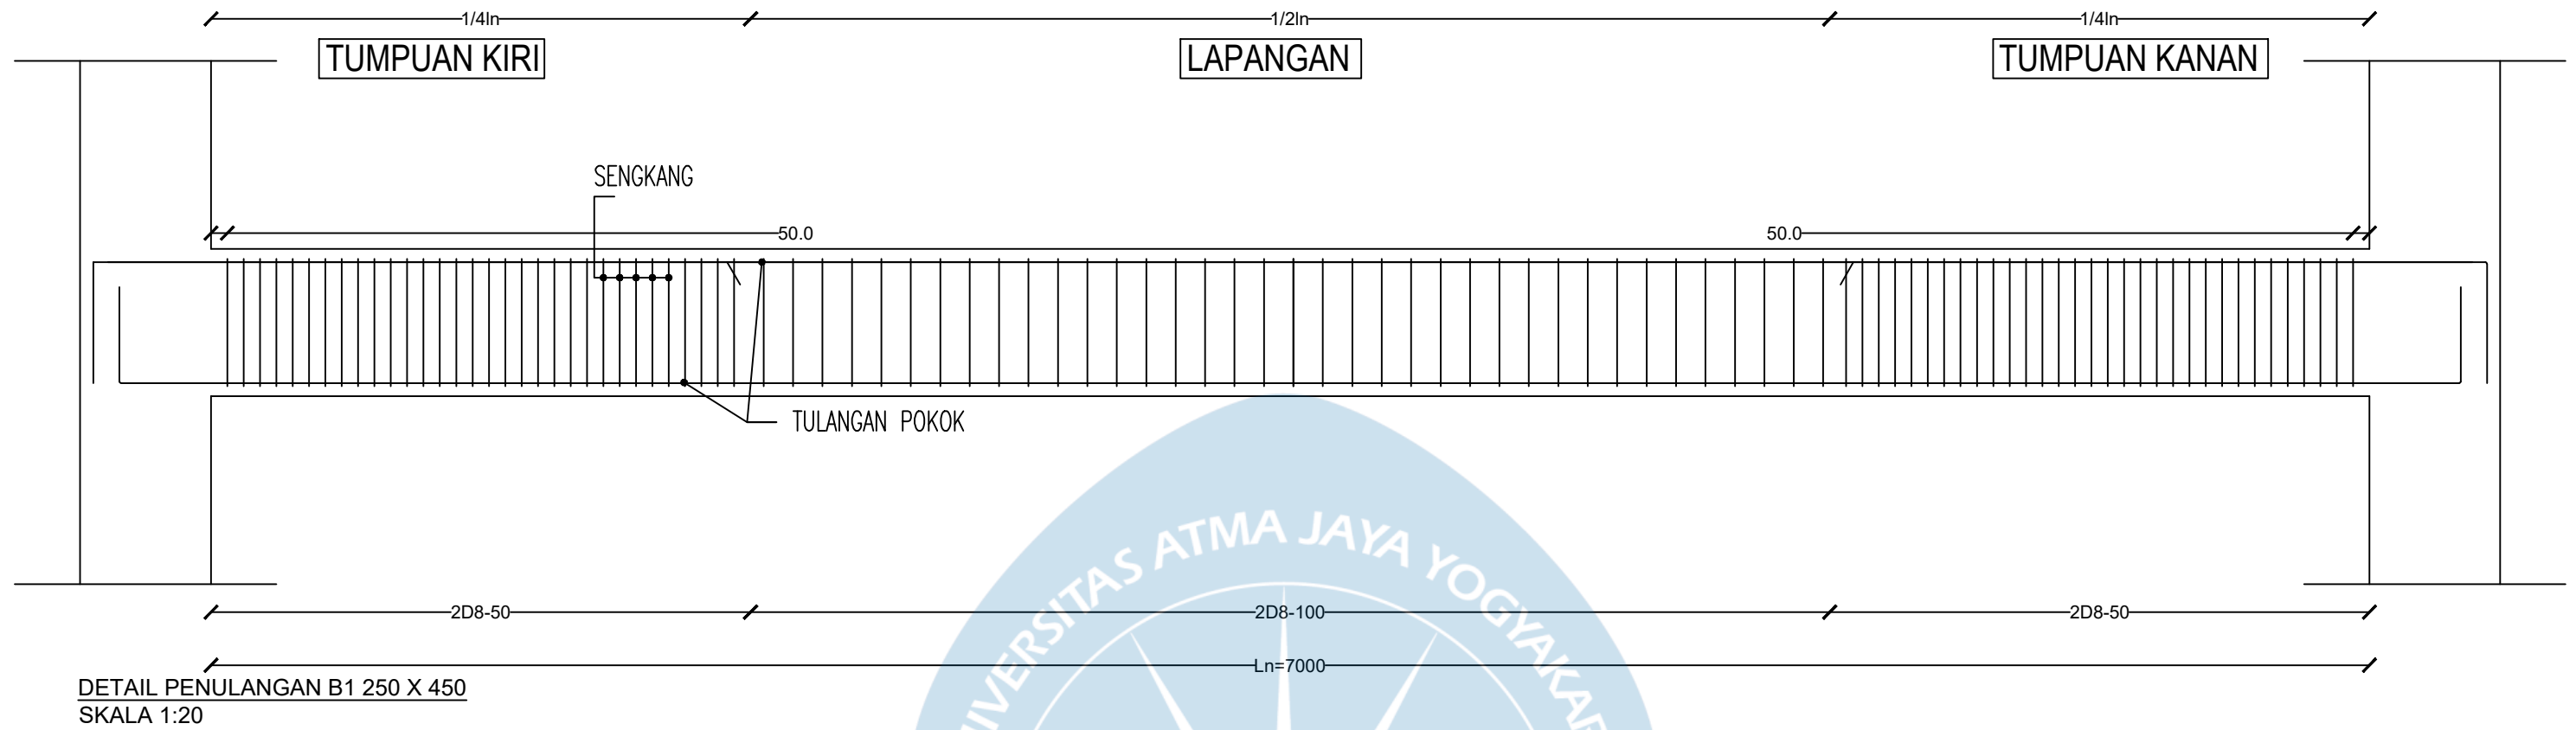 1/4ln 1/2ln 1/4ln
TUMPUAN KIRI LAPANGAN TUMPUAN KANAN
SENGKANG
50.0 50.0
TULANGAN POKOK
UNIVERSITAS ATMA JAYA
2D8-50 2D8-100 2D8-50
Ln=7000
DETAIL PENULANGAN B1 250 X 450
SKALA 1:20